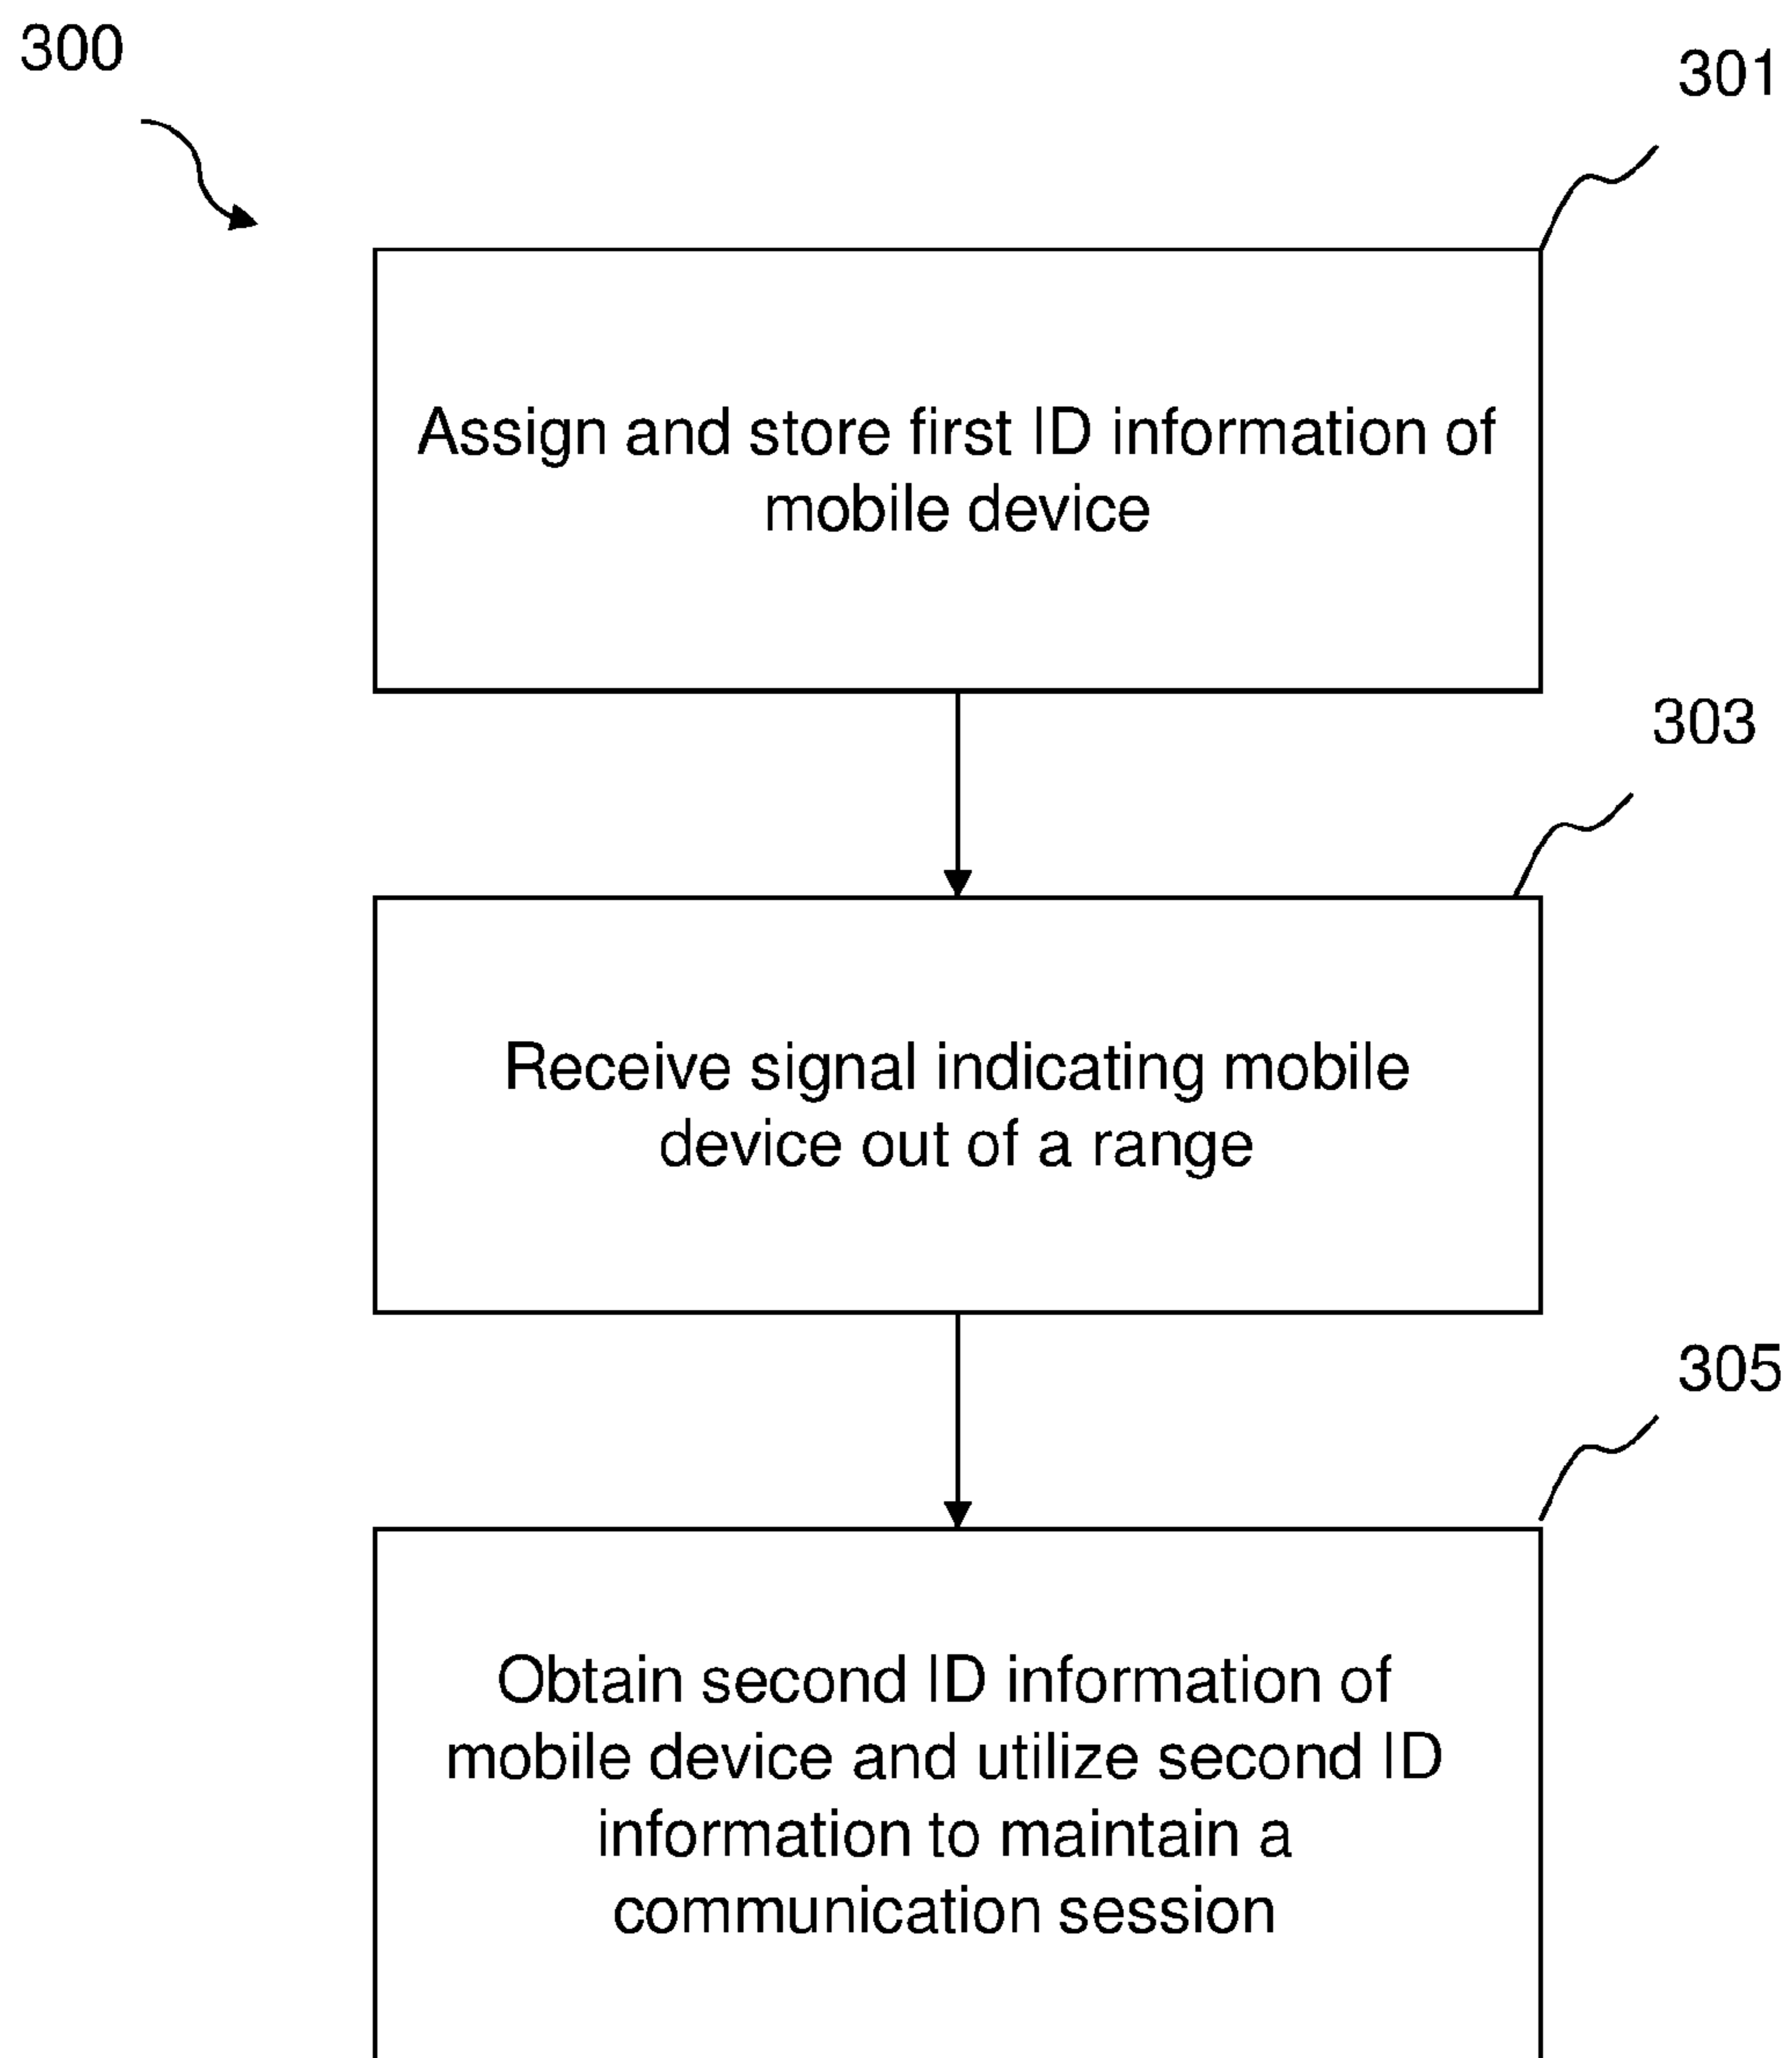 300
301
Assign and store first ID information of
mobile device
303
Receive signal indicating mobile
device out of a range
305
Obtain second ID information of
mobile device and utilize second ID
information to maintain a
communication session